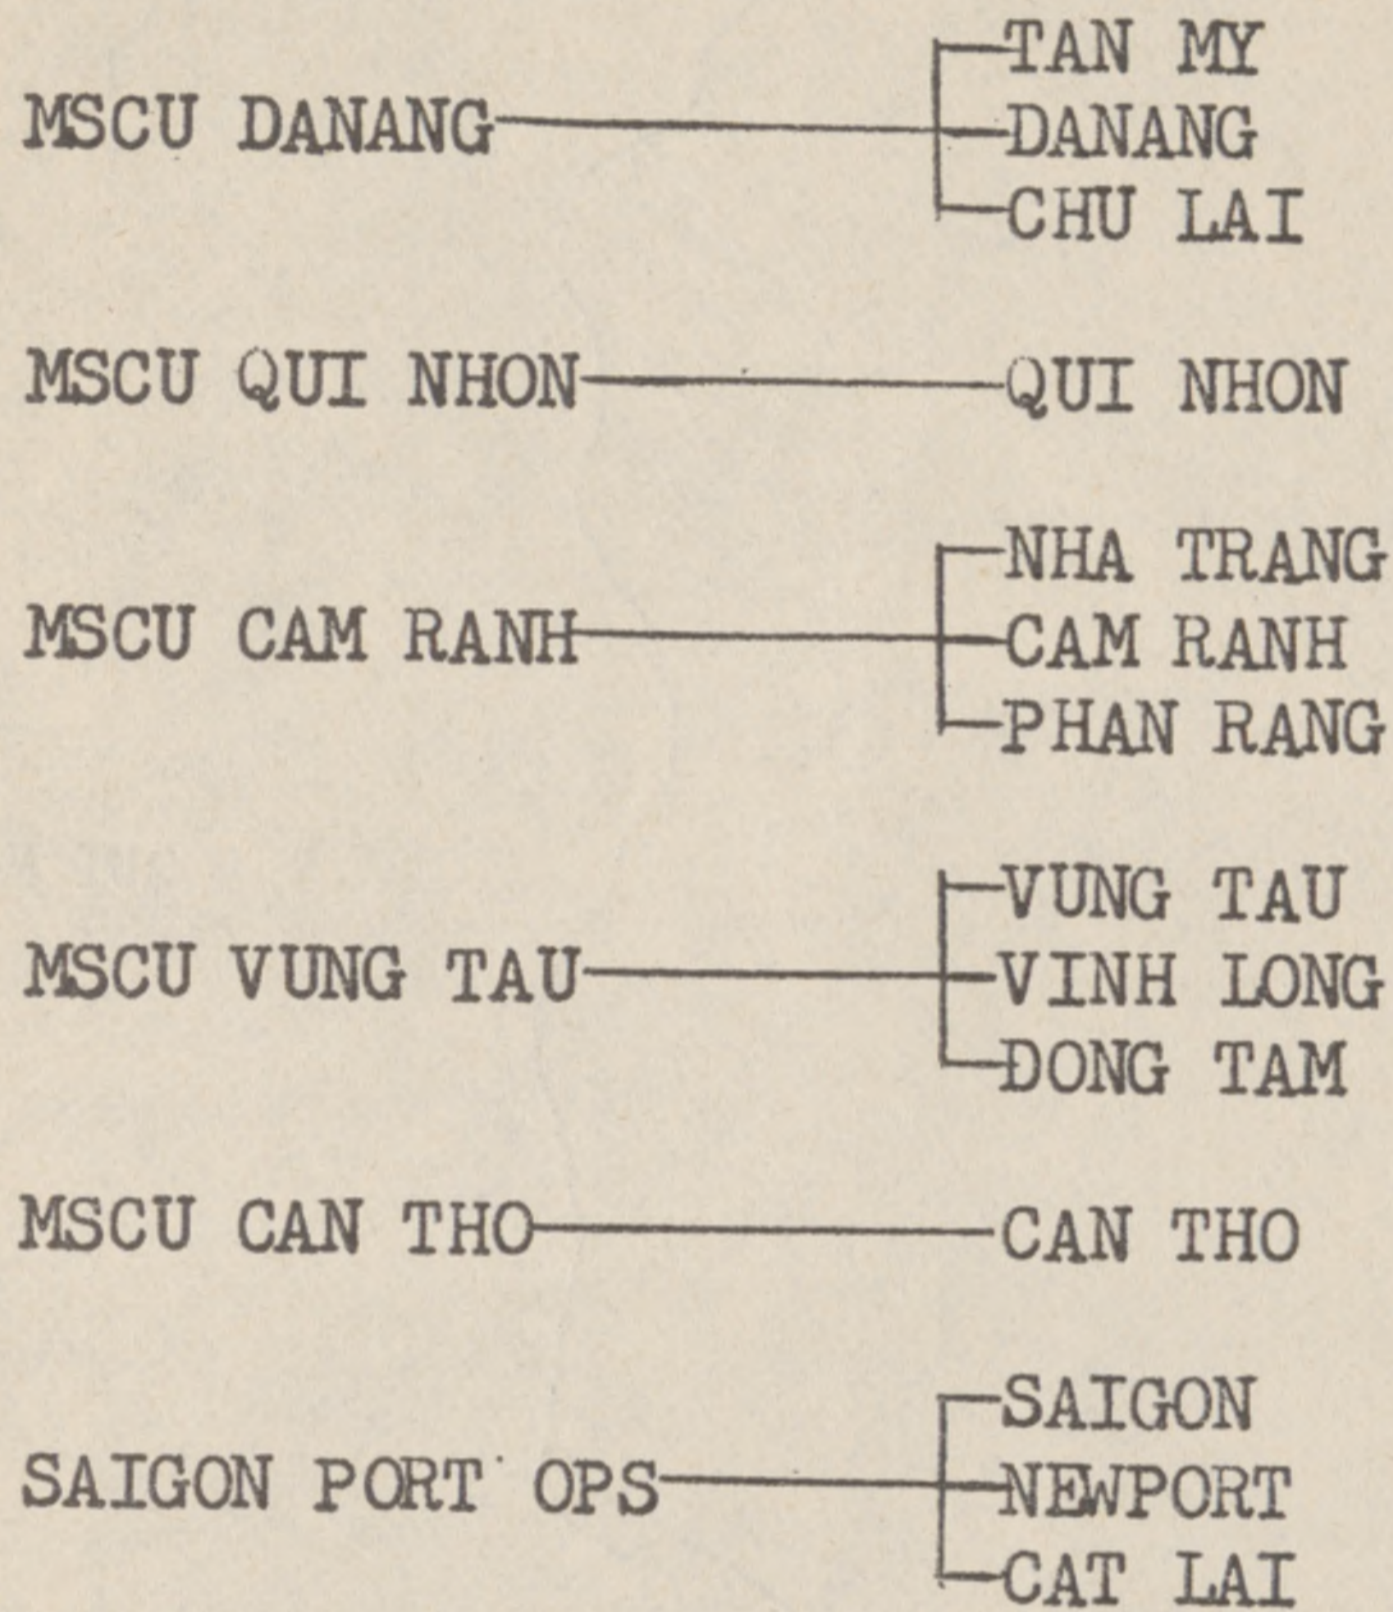 TAN MY
MSCU DANANG DANANG
CHU LAI
MSCU QUI NHON QUI NHON
NHA TRANG
MSCU CAM RANH CAM RANH
PHAN RANG
VUNG TAU
MSCU VUNG TAU VINH LONG
DONG TAM
MSCU CAN THO CAN THO
SAIGON
SAIGON PORT OPS NEWPORT
CAT LAI